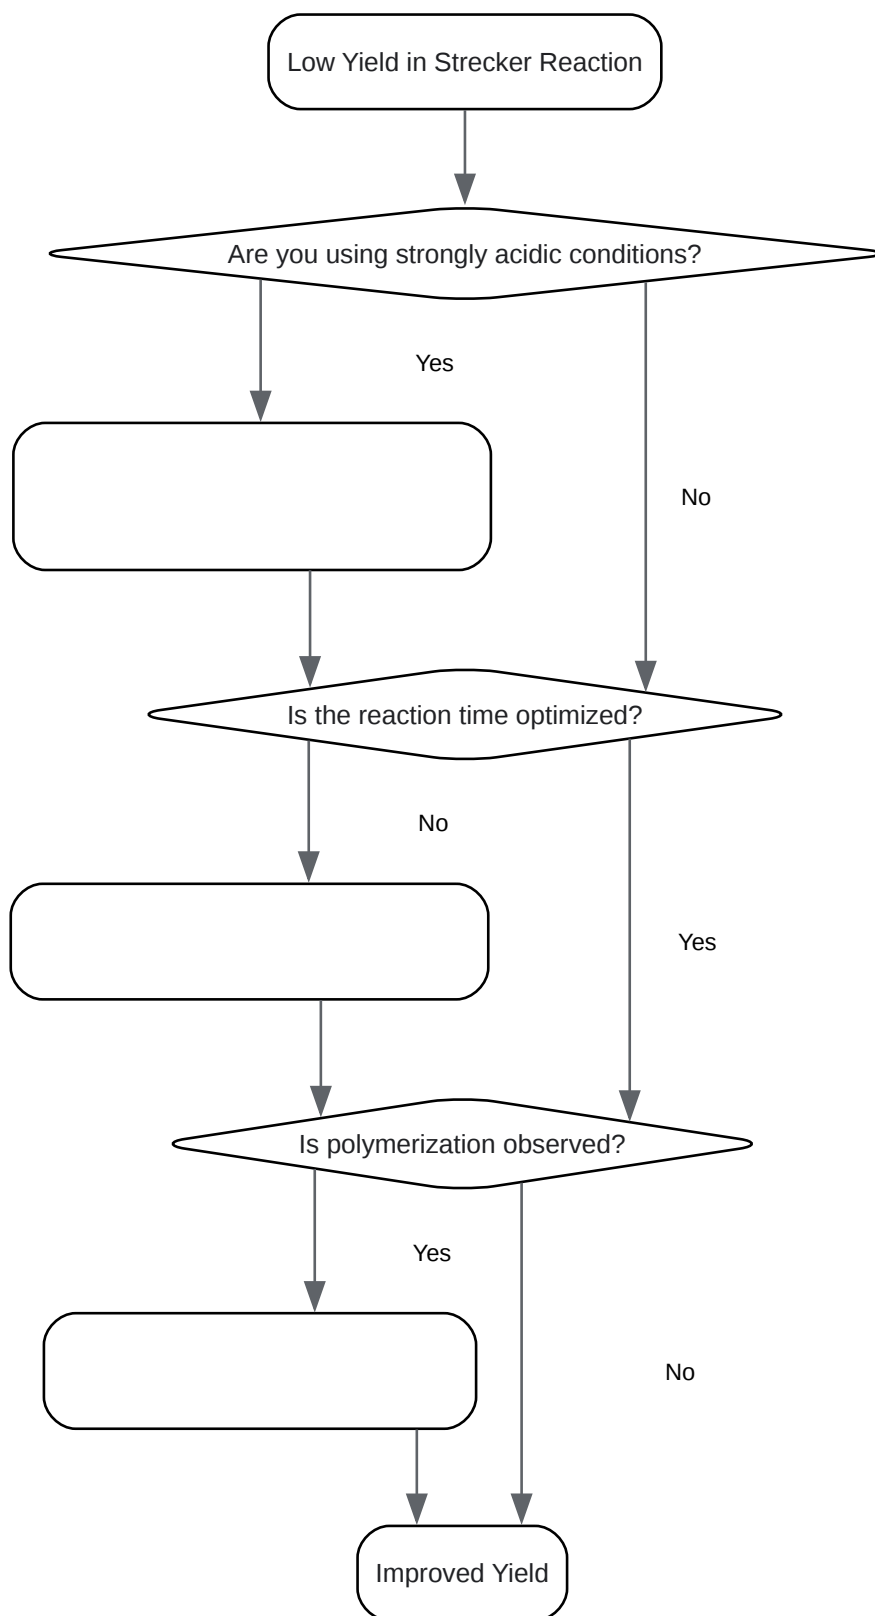 Low Yield in Strecker Reaction
Are you using strongly acidic conditions?
Yes
No
Is the reaction time optimized?
No
Yes
Is polymerization observed?
Yes
No
Improved Yield